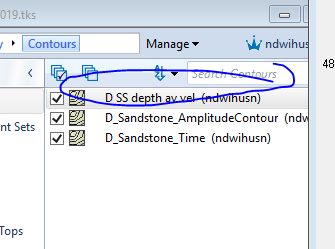 019.tks
Contours Manage ndwihusn
Search Contours
48
D SS depth av vel (ndwihusn)
D_Sandstone_AmplitudeContour (ndw
ent Sets
D_Sandstone_Time (ndwihusn)
Tops